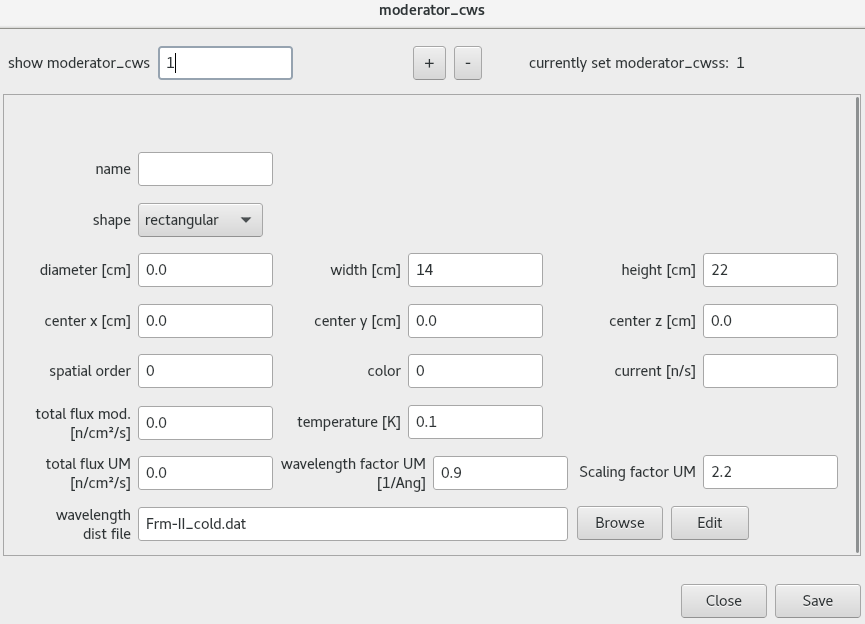 moderator_cws
show moderator_cws 1 + - currently set moderator_cwss: 1
name
shape rectangular
diameter [cm] 0.0 width [cm] 14 height [cm] 22
center x [cm] 0.0 center y [cm] 0.0 center z [cm] 0.0
spatial order 0 color 0 current [n/s]
total flux mod.
[n/cm²/s] 0.0 temperature [K] 0.1
total flux UM
[n/cm²/s] 0.0 wavelength factor UM
[1/Ang] 0.9 Scaling factor UM 2.2
wavelength
dist file Frm-II_cold.dat Browse Edit
Close Save